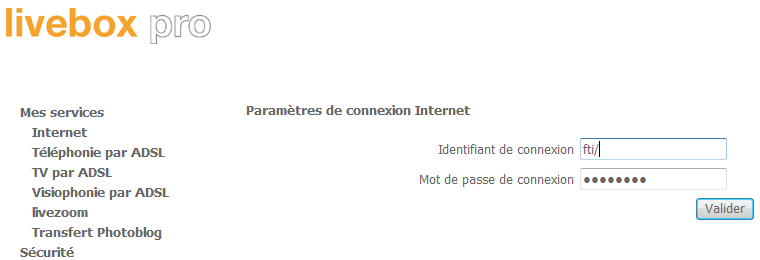 livebox pro
Mes services
Internet
Téléphonie par ADSL
TV par ADSL
Visiophonie par ADSL
livezoom
Transfert Photoblog
Sécurité
Paramètres de connexion Internet
Identifiant de connexion fti/
Mot de passe de connexion ●●●●●●●●
Valider